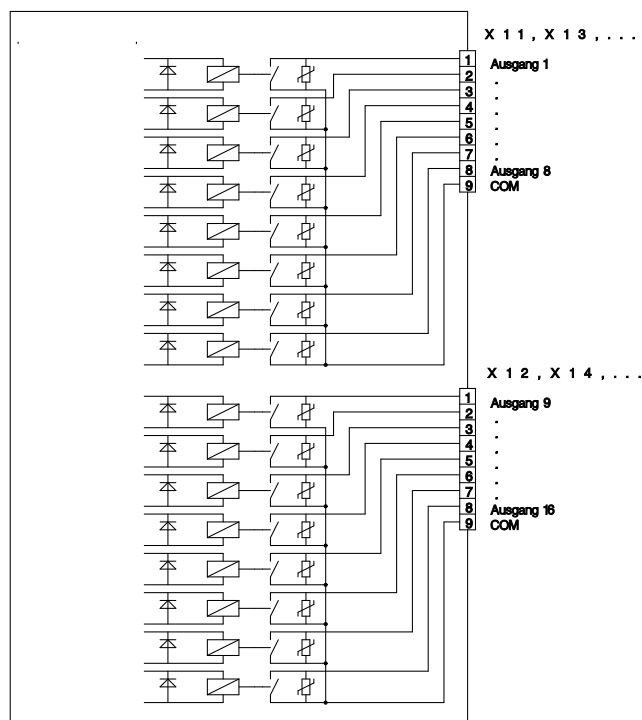 X 1 1 , X 1 3 , . . .
1 Ausgang 1
2 .
3 .
4 .
5 .
6 .
7 .
8 Ausgang 8
9 COM
X 1 2 , X 1 4 , . . .
1 Ausgang 9
2 .
3 .
4 .
5 .
6 .
7 .
8 Ausgang 16
9 COM